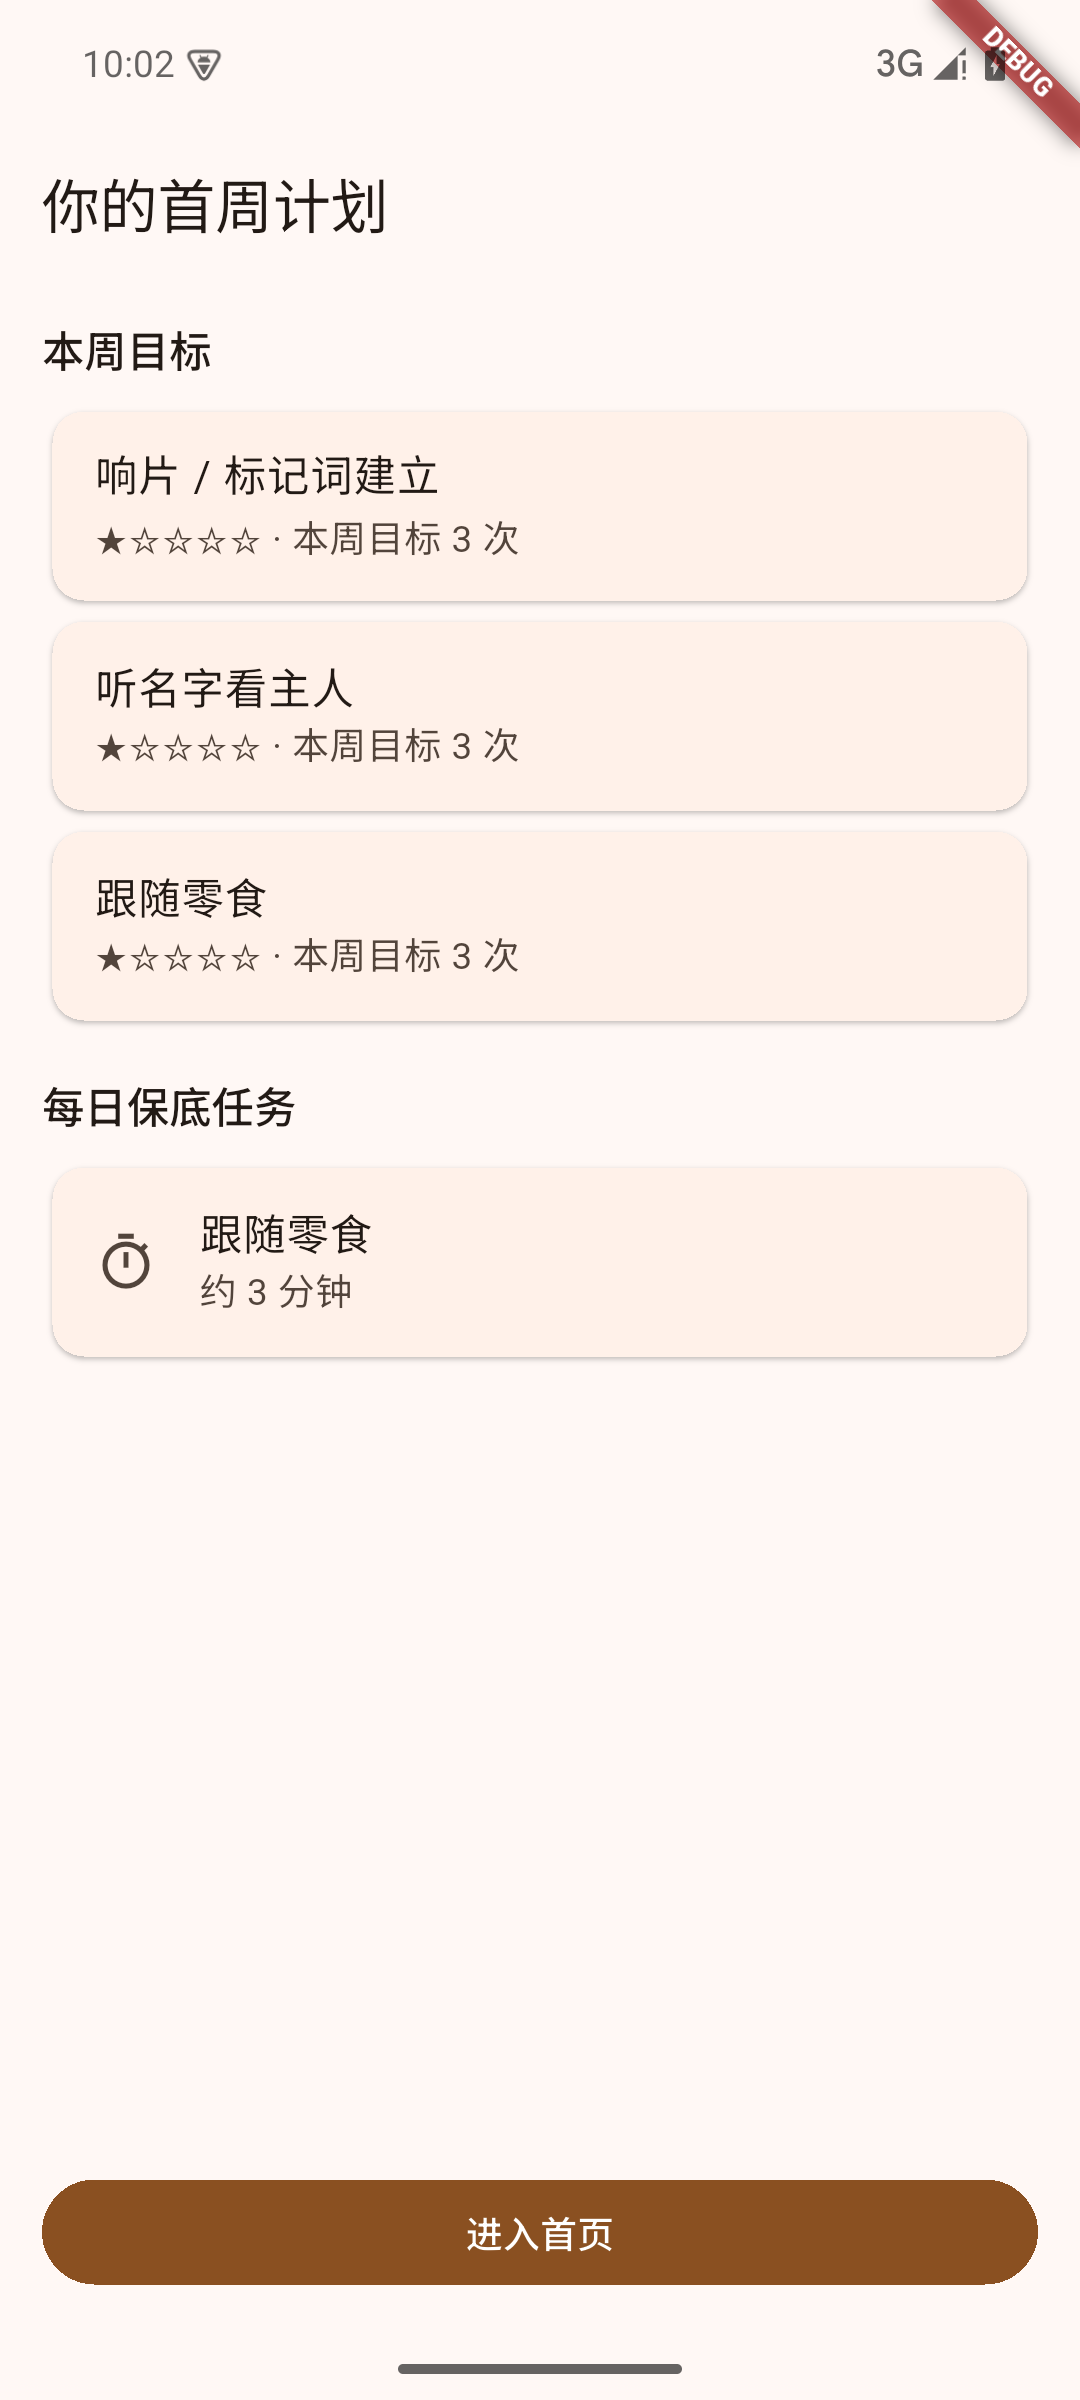 10:02
3G
DEBUG
你的首周计划
本周目标
响片 / 标记词建立
★☆☆☆☆ · 本周目标 3 次
听名字看主人
★☆☆☆☆ · 本周目标 3 次
跟随零食
★☆☆☆☆ · 本周目标 3 次
每日保底任务
跟随零食
约 3 分钟
进入首页